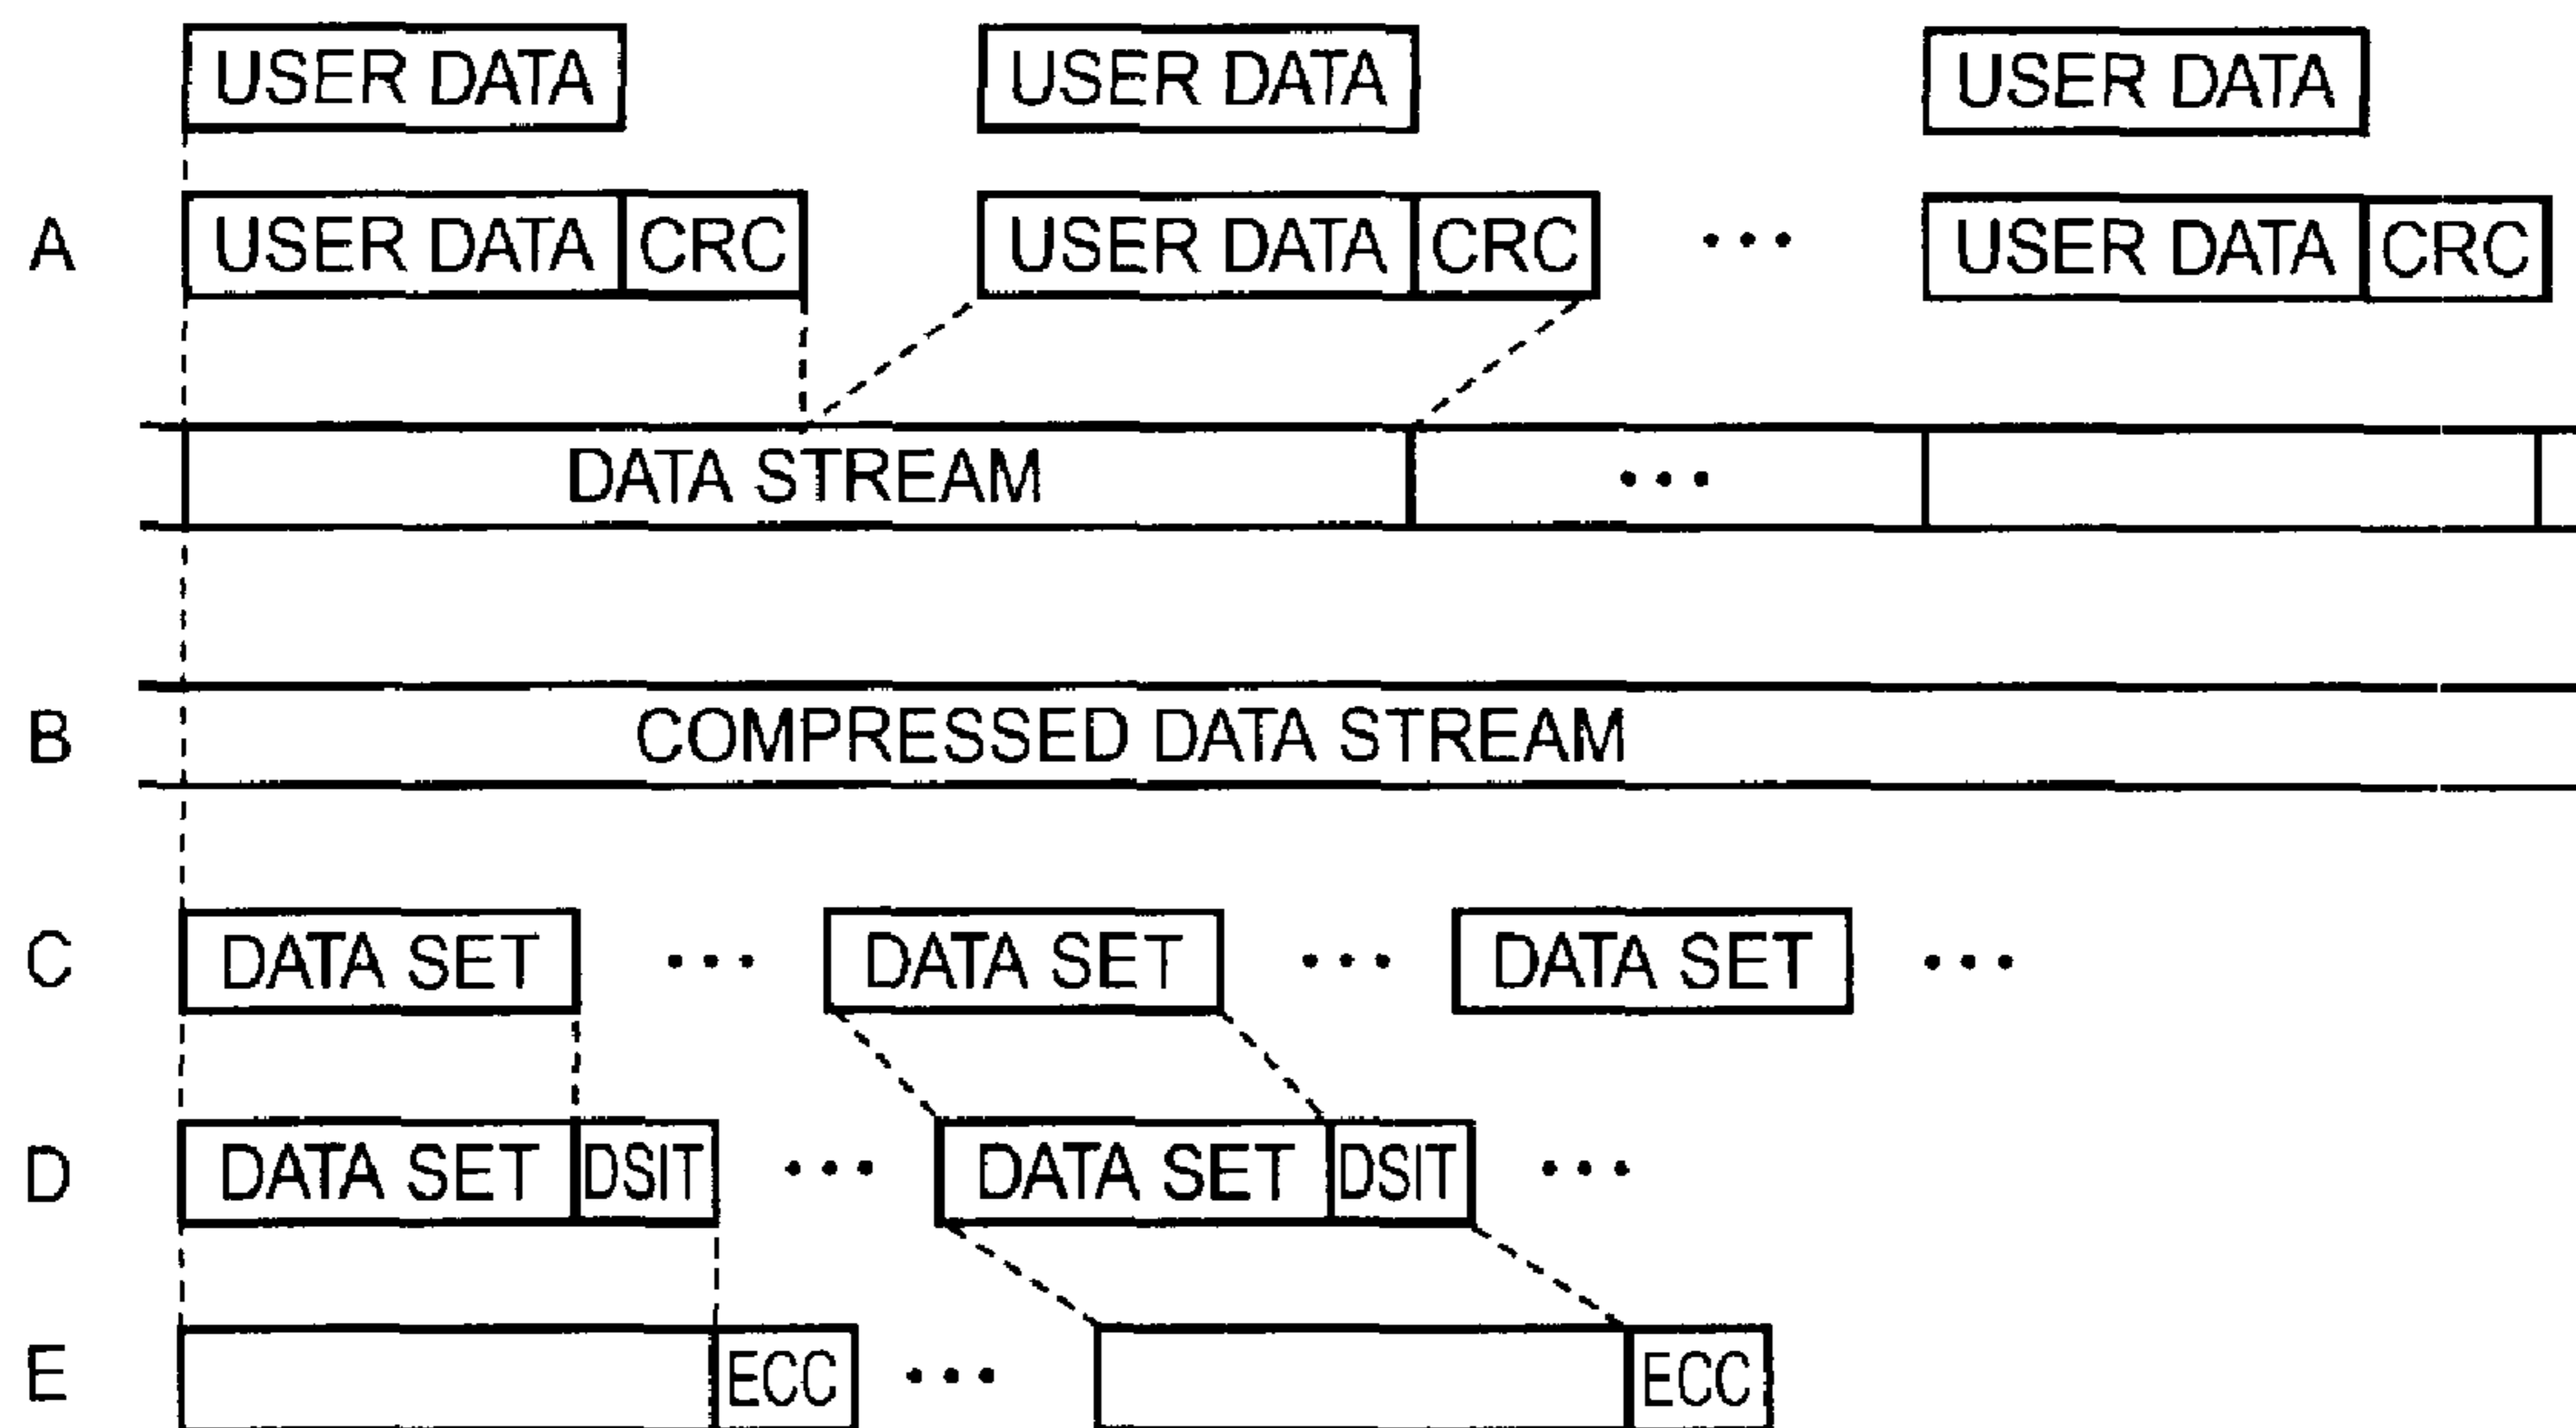 USER DATA USER DATA USER DATA
A USER DATA CRC USER DATA CRC ... USER DATA CRC
DATA STREAM ...
B COMPRESSED DATA STREAM
C DATA SET ... DATA SET ... DATA SET ...
D DATA SET DSIT ... DATA SET DSIT ...
E ECC ... ECC